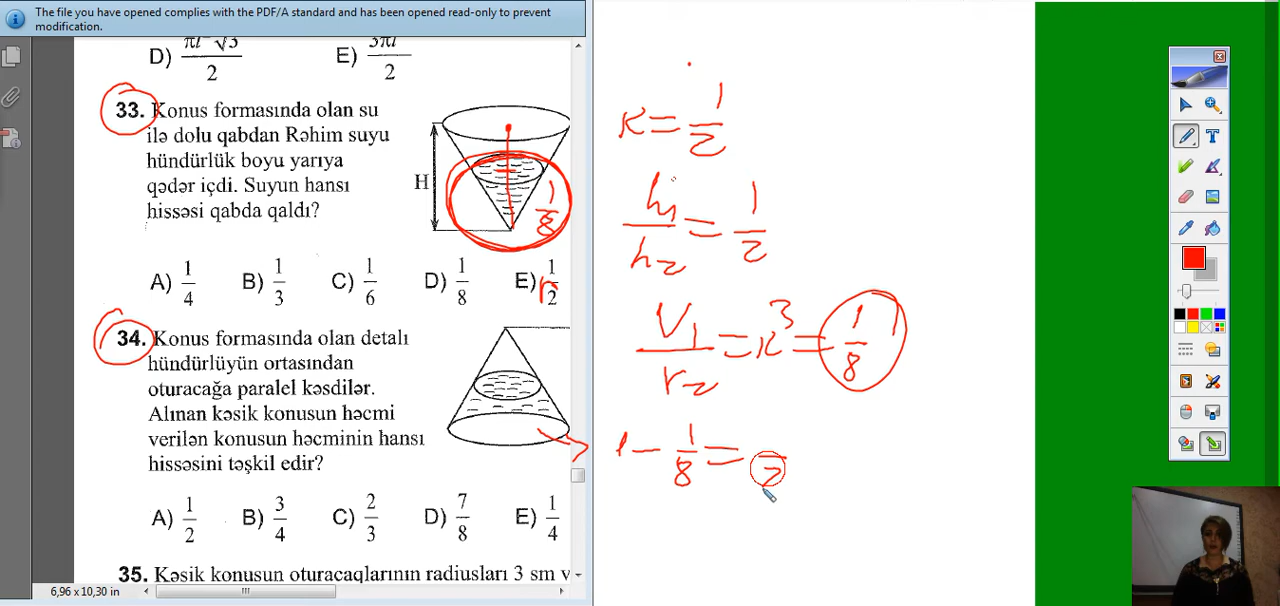 The file you have opened complies with the PDF/A standard and has been opened read-only to prevent
modification.
D) πl²√3/2 E) 3πl/2
33. Konus formasında olan su
ilə dolu qabdan Rəhim suyu
hündürlük boyu yarıya
qədər içdi. Suyun hansı
hissəsi qabda qaldı?
H
1/8
A) 1/4 B) 1/3 C) 1/6 D) 1/8 E) 1/2
34. Konus formasında olan detalı
hündürlüyün ortasından
oturacağa paralel kəsdilər.
Alınan kəsik konusun həcmi
verilən konusun həcminin hansı
hissəsini təşkil edir?
A) 1/2 B) 3/4 C) 2/3 D) 7/8 E) 1/4
35. Kəsik konusun oturacaqlarının radiusları 3 sm v
6,96 x 10,30 in
K = 1/2
h1/h2 = 1/2
V1/V2 = K³ = 1/8
1 - 1/8 =
T